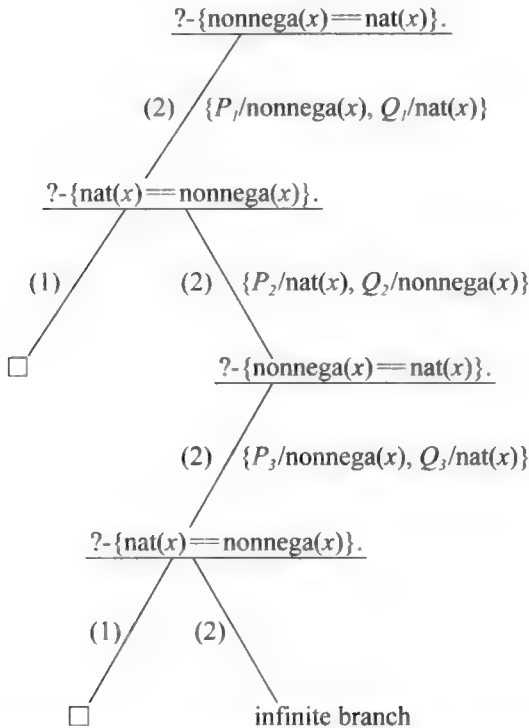 ?-{nonnega(x)==nat(x)}.
(2) {P₁/nonnega(x), Q₁/nat(x)}
?-{nat(x)==nonnega(x)}.
(1) (2) {P₂/nat(x), Q₂/nonnega(x)}
□
?-{nonnega(x)==nat(x)}.
(2) {P₃/nonnega(x), Q₃/nat(x)}
?-{nat(x)==nonnega(x)}.
(1) (2)
□ infinite branch